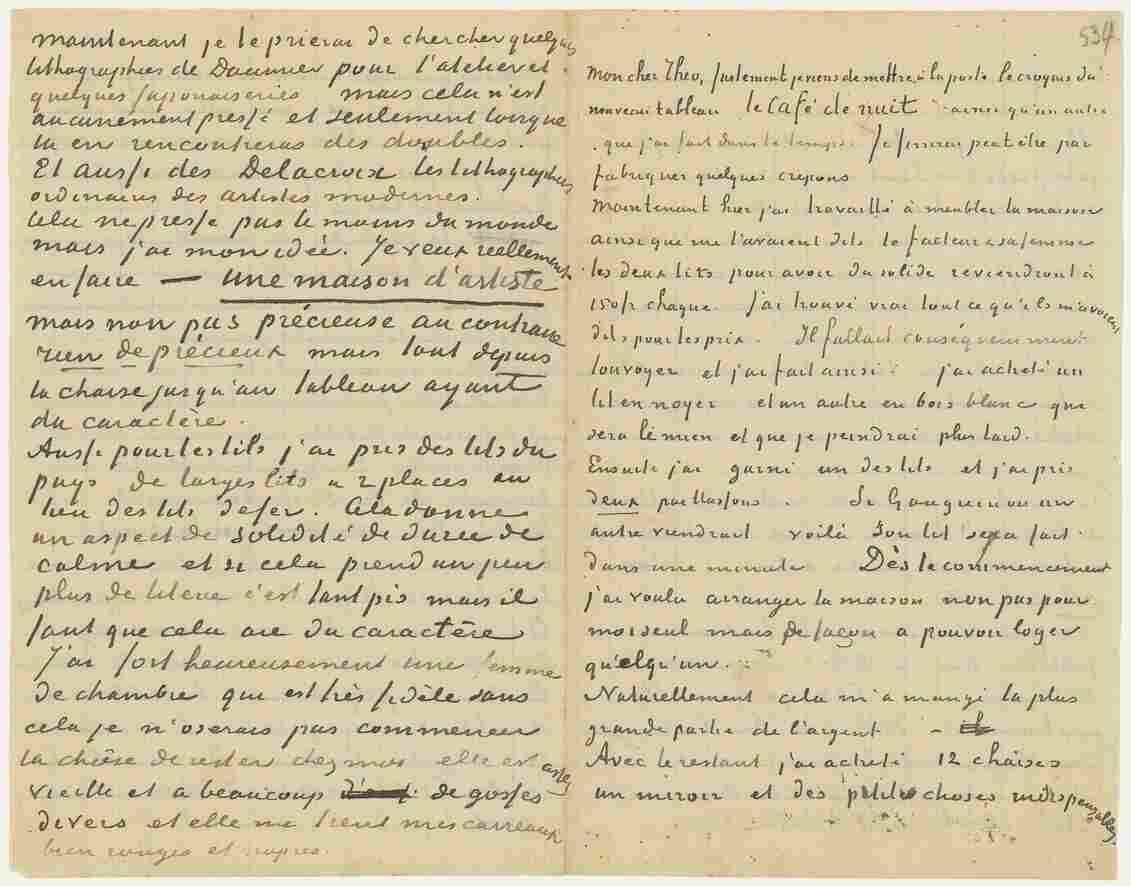 maintenant je te prierai de chercher quelques
lithographies de Daumier pour l'atelier et
quelques Japonaiseries mais cela n'est
aucunement pressé et seulement lorsque
tu en rencontreras des doubles.
Et aussi des Delacroix des lithographies
ordinaires des artistes modernes.
Cela ne presse pas le moins du monde
mais j'ai mon idée. Je veux réellement
en faire — une maison d'artiste
mais non pas précieuse au contraire
rien de précieux mais tout depuis
la chaise jusqu'au tableau ayant
du caractère.
Aussi pour les lits j'ai pris des lits du
pays de larges lits à 2 places au
lieu des lits de fer. Cela donne
un aspect de solidité de durée de
calme et si cela prend un peu
plus de literie c'est tant pis mais il
faut que cela aie du caractère
J'ai fort heureusement une femme
de chambre qui est très fidèle sans
cela je n'oserais pas commencer
la chôse de rester chez moi elle est assez
vieille et a beaucoup de gosses
divers et elle me tient mes carreaux
bien rouges et propres.
534
Mon cher Theo, justement je viens de mettre à la poste le croquis du
nouveau tableau le Café de nuit ainsi qu'un autre
que j'ai fait dans le temps. Je finirai peut être par
fabriquer quelques crepons
Maintenant hier j'ai travaillé à meubler la maison
ainsi que me l'avaient dits le facteur & sa femme
les deux lits pour avoir du solide reviendront à
150 fr chaque. J'ai trouvé vrai tout ce qu'ils m'avaient
dits pour les prix. Il fallait conséquemment
louvoyer et j'ai fait ainsi: j'ai acheté un
lit en noyer et un autre en bois blanc qui
sera le mien et que je peindrai plus tard.
Ensuite j'ai garni un des lits et j'ai pris
deux paillassons. Si Gauguin ou un
autre viendrait voilà son lit sera fait
dans une minute Dès le commencement
j'ai voulu arranger la maison non pas pour
moi seul mais de façon à pouvoir loger
qu'elqu'un.
Naturellement cela m'a mangé la plus
grande partie de l'argent –
Avec le restant j'ai acheté 12 chaises
un miroir et des petites choses indispensables.